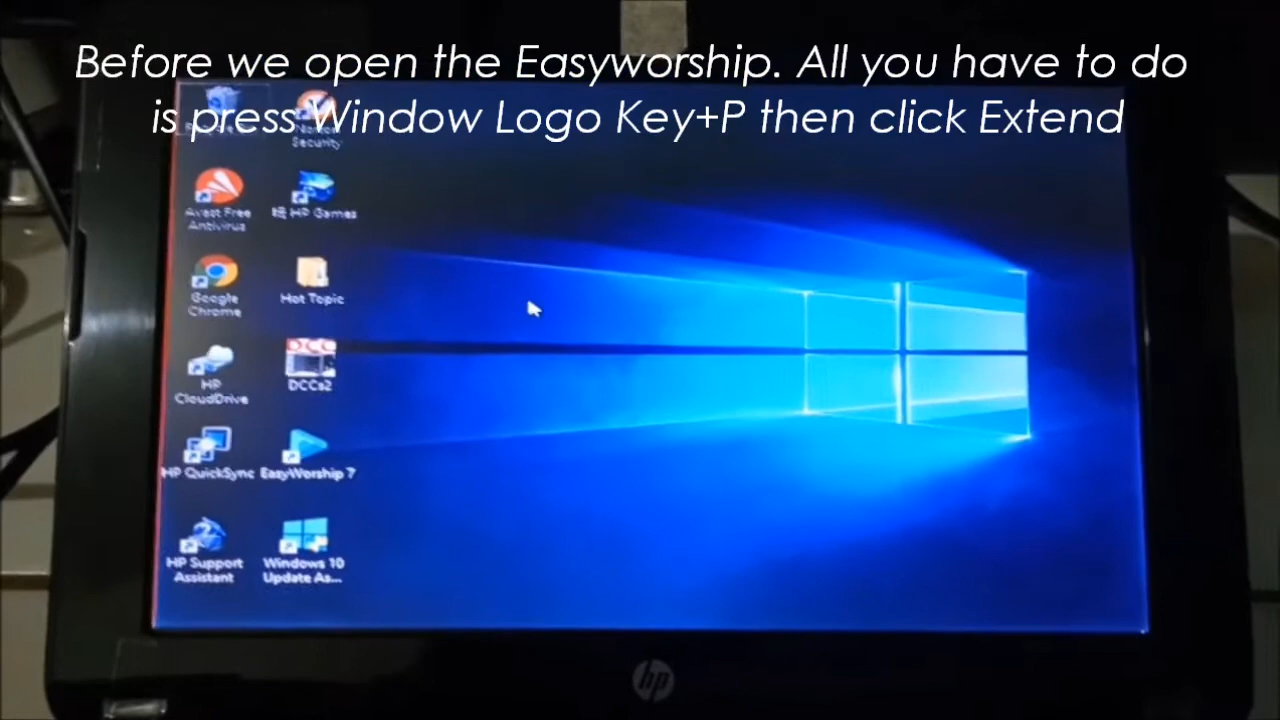 Before we open the Easyworship. All you have to do
is press Window Logo Key+P then click Extend
Security
Avast Free
Antivirus
HP Games
Google
Chrome
Hot Topic
HP
CloudDrive
DCC
DCCs2
HP QuickSync
EasyWorship 7
HP Support
Assistant
Windows 10
Update As...
hp